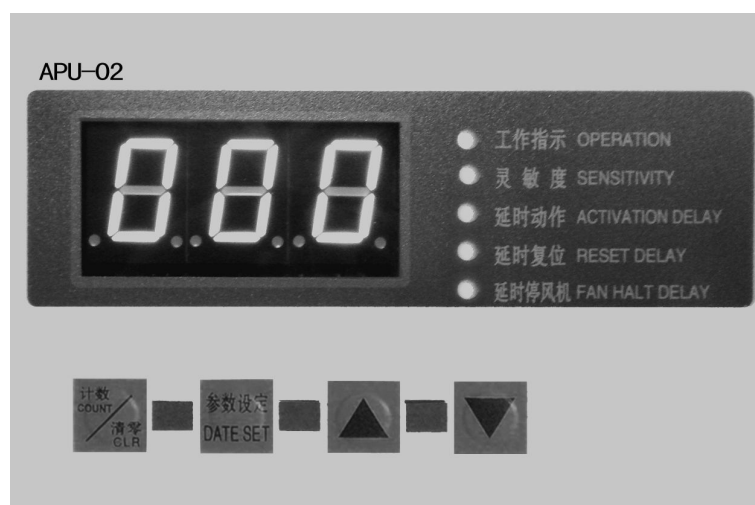 APU-02
000
工作指示 OPERATION
灵敏度 SENSITIVITY
延时动作 ACTIVATION DELAY
延时复位 RESET DELAY
延时停风机 FAN HALT DELAY
计数
COUNT
清零
CLR
参数设定
DATE SET